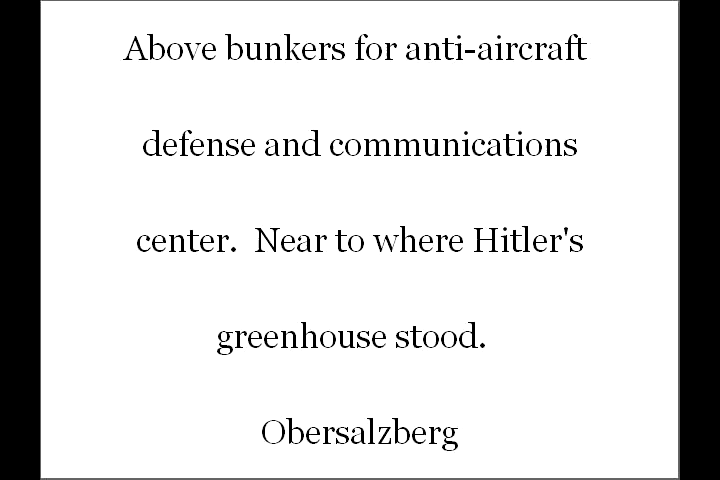 Above bunkers for anti-aircraft
defense and communications
center.  Near to where Hitler's
greenhouse stood.
Obersalzberg